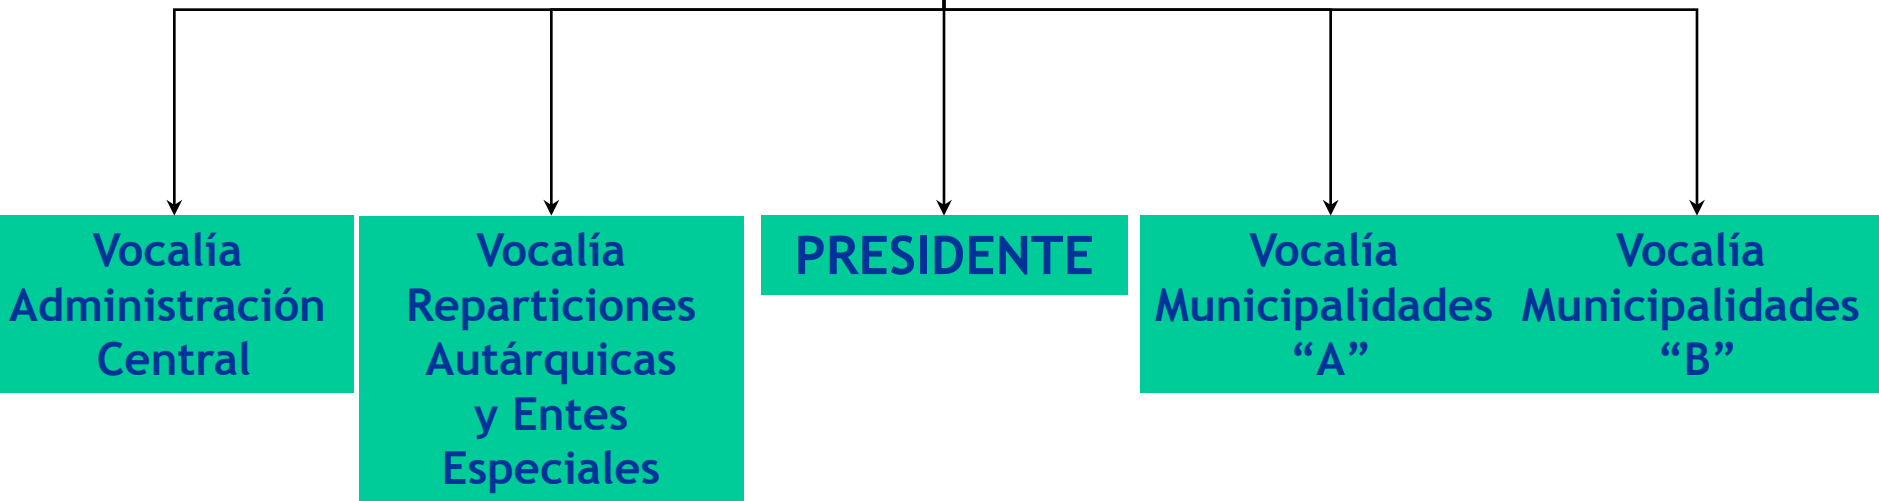 Vocalía
Administración
Central
Vocalía
Reparticiones
Autárquicas
y Entes
Especiales
PRESIDENTE
Vocalía
Municipalidades
“A”
Vocalía
Municipalidades
“B”